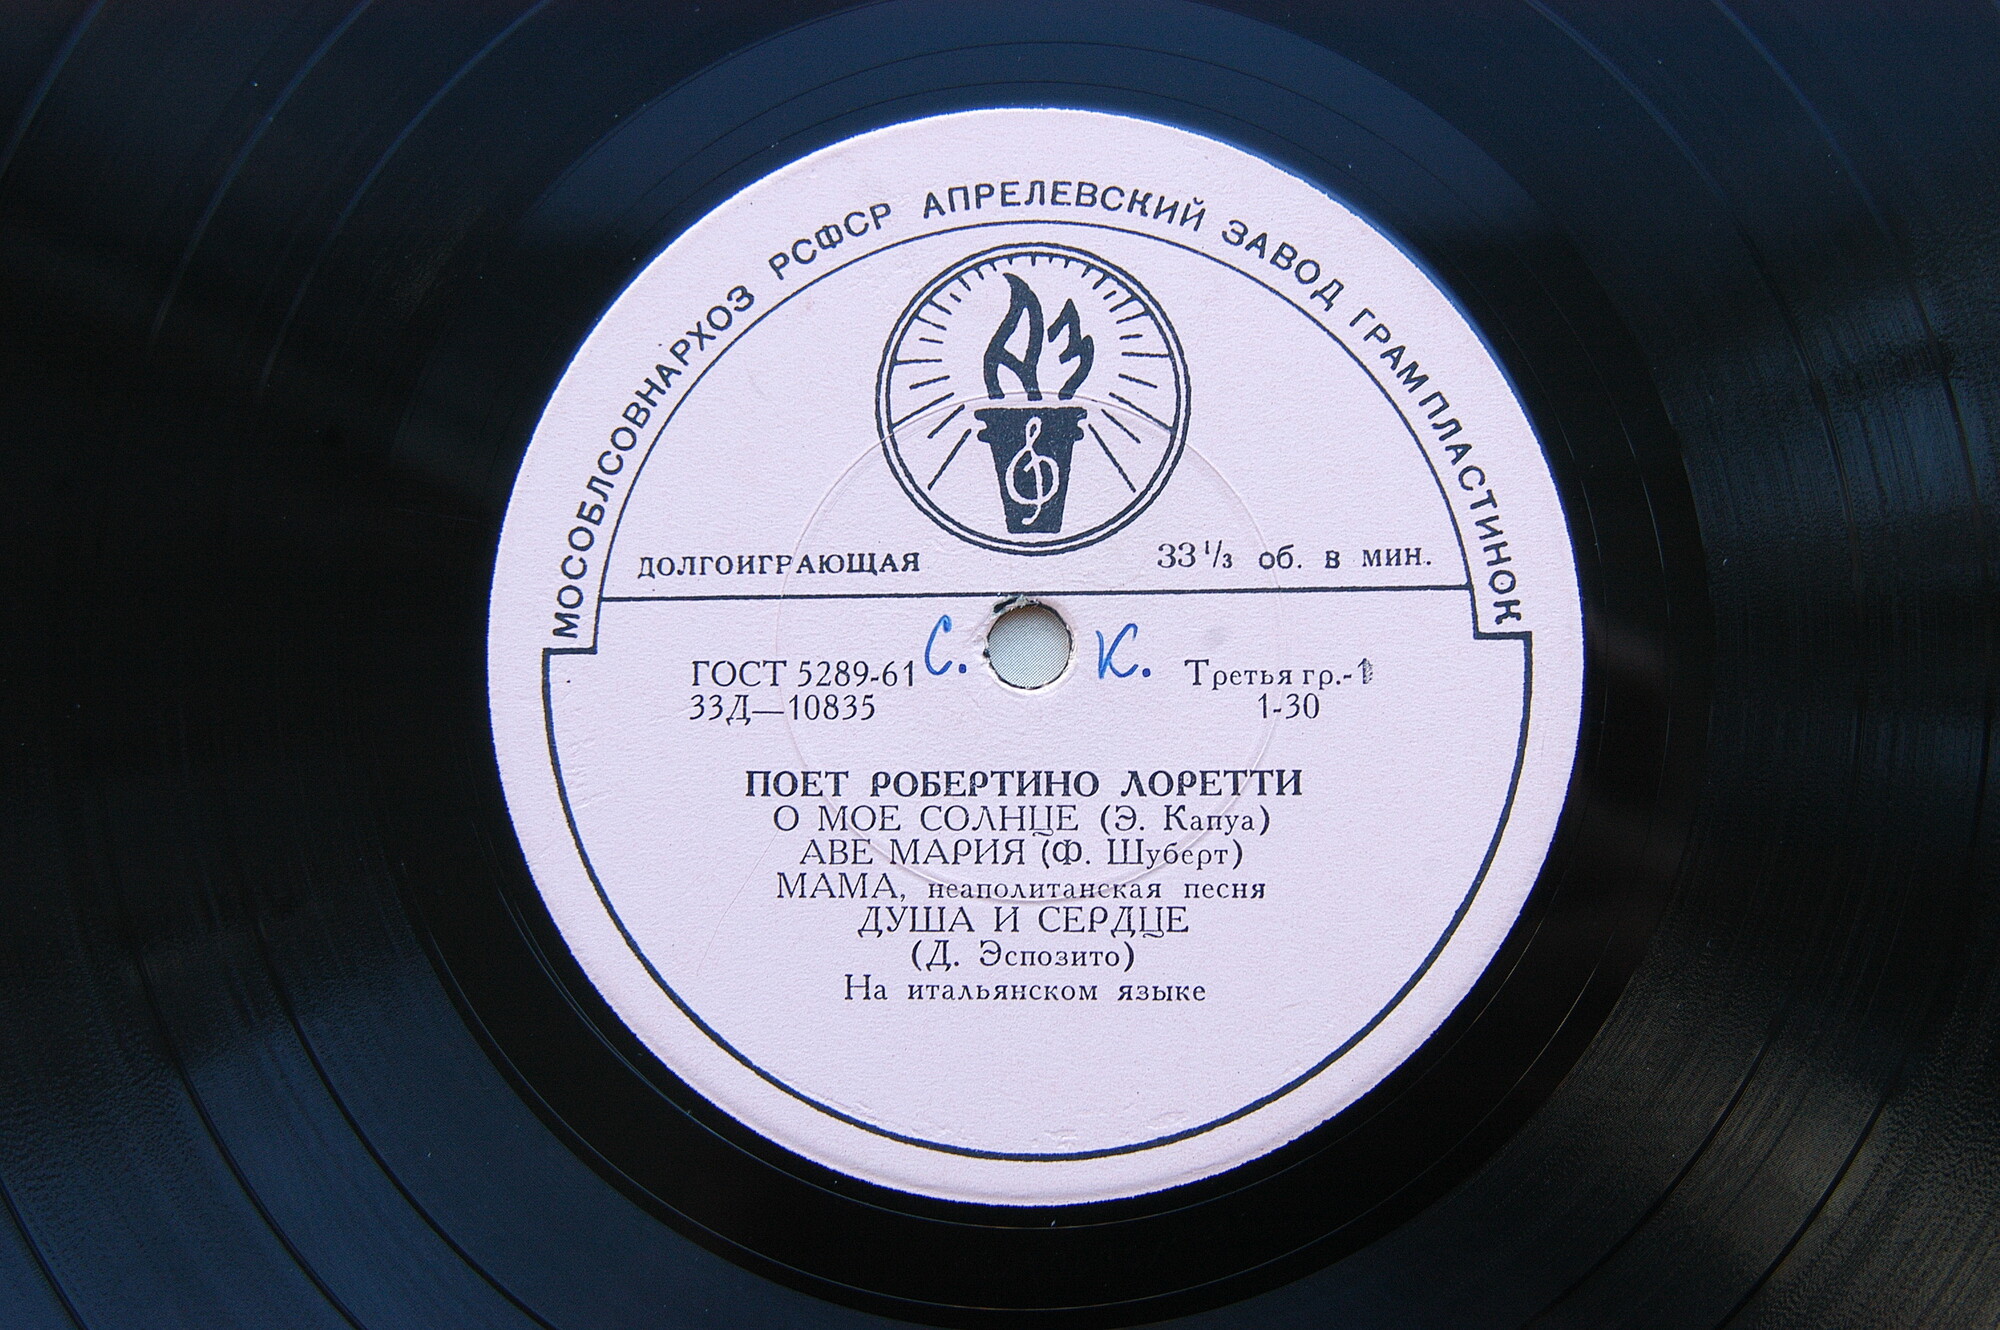 МОСОБЛСОВНАРХОЗ РСФСР АПРЕЛЕВСКИЙ ЗАВОД ГРАМПЛАСТИНОК
АЗ
ДОЛГОИГРАЮЩАЯ 33 1/3 об. в мин.
С. К.
ГОСТ 5289-61 Третья гр.-1
33Д—10835 1-30
ПОЕТ РОБЕРТИНО ЛОРЕТТИ
О МОЕ СОЛНЦЕ (Э. Капуа)
АВЕ МАРИЯ (Ф. Шуберт)
МАМА, неаполитанская песня
ДУША И СЕРДЦЕ
(Д. Эспозито)
На итальянском языке